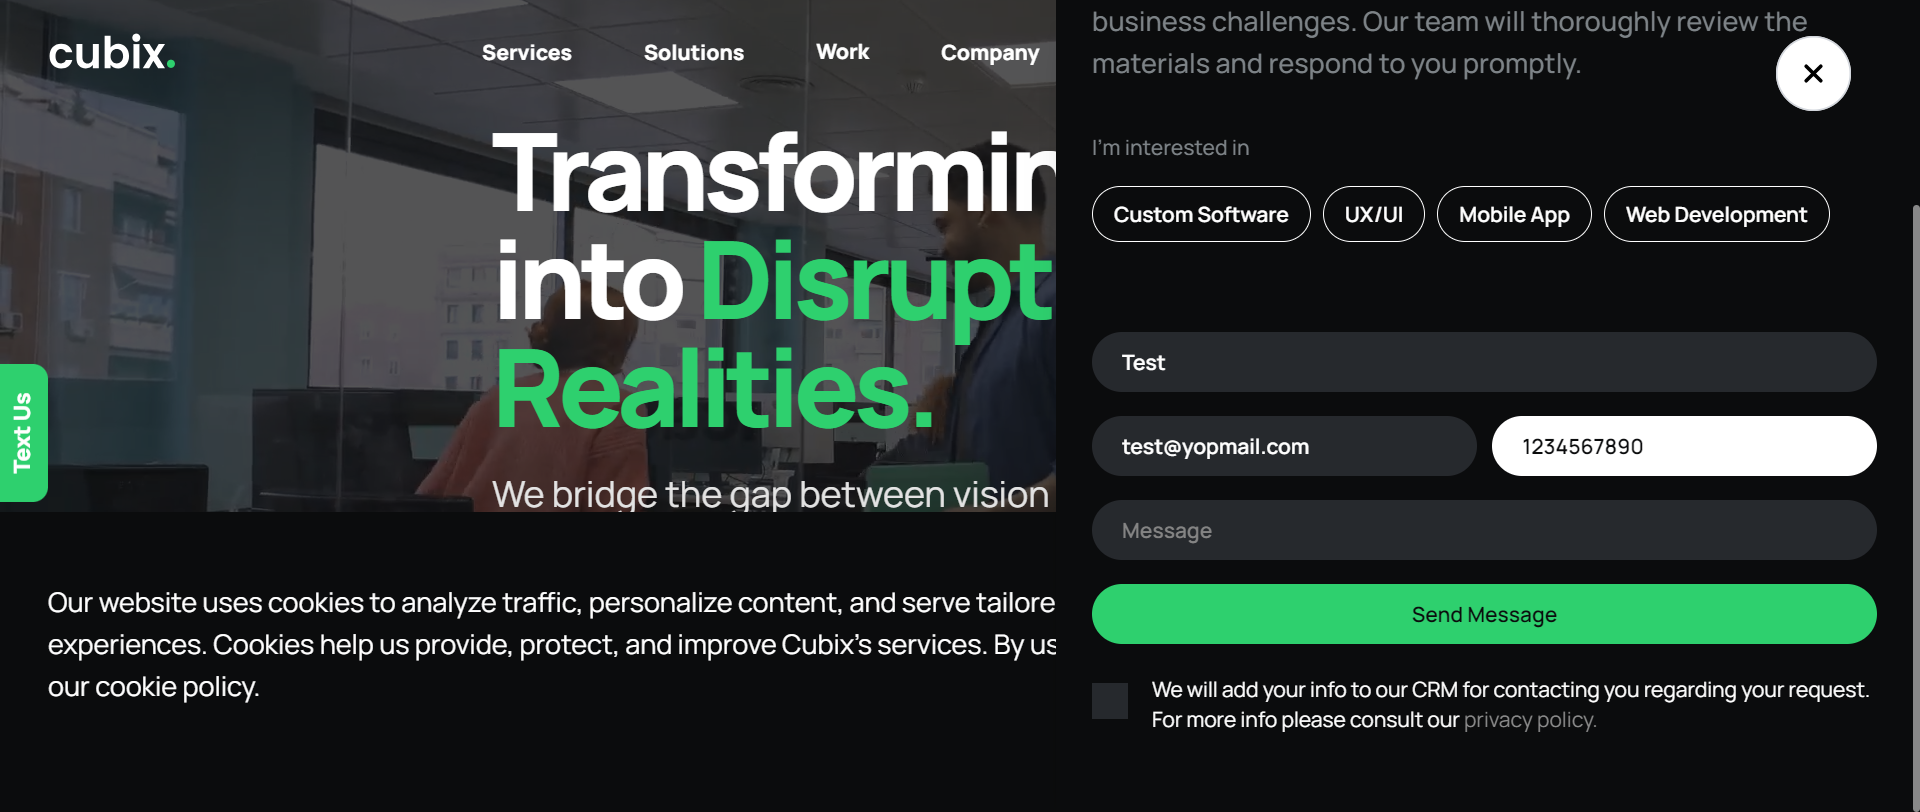 cubix.
Services
Solutions
Work
Company
Transformin
into Disrupt
Realities.
We bridge the gap between vision
Text Us
Our website uses cookies to analyze traffic, personalize content, and serve tailore
experiences. Cookies help us provide, protect, and improve Cubix's services. By us
our cookie policy.
business challenges. Our team will thoroughly review the
materials and respond to you promptly.
I'm interested in
Custom Software
UX/UI
Mobile App
Web Development
Test
test@yopmail.com
1234567890
Message
Send Message
We will add your info to our CRM for contacting you regarding your request.
For more info please consult our privacy policy.